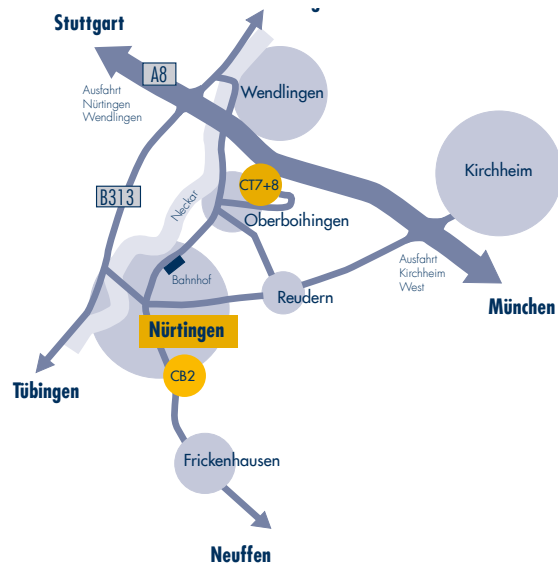 Stuttgart
A8
Ausfahrt
Nürtingen
Wendlingen
Wendlingen
Kirchheim
B313
Neckar
CT7+8
Oberboihingen
Ausfahrt
Kirchheim
West
Bahnhof
Reudern
München
Nürtingen
CB2
Tübingen
Frickenhausen
Neuffen